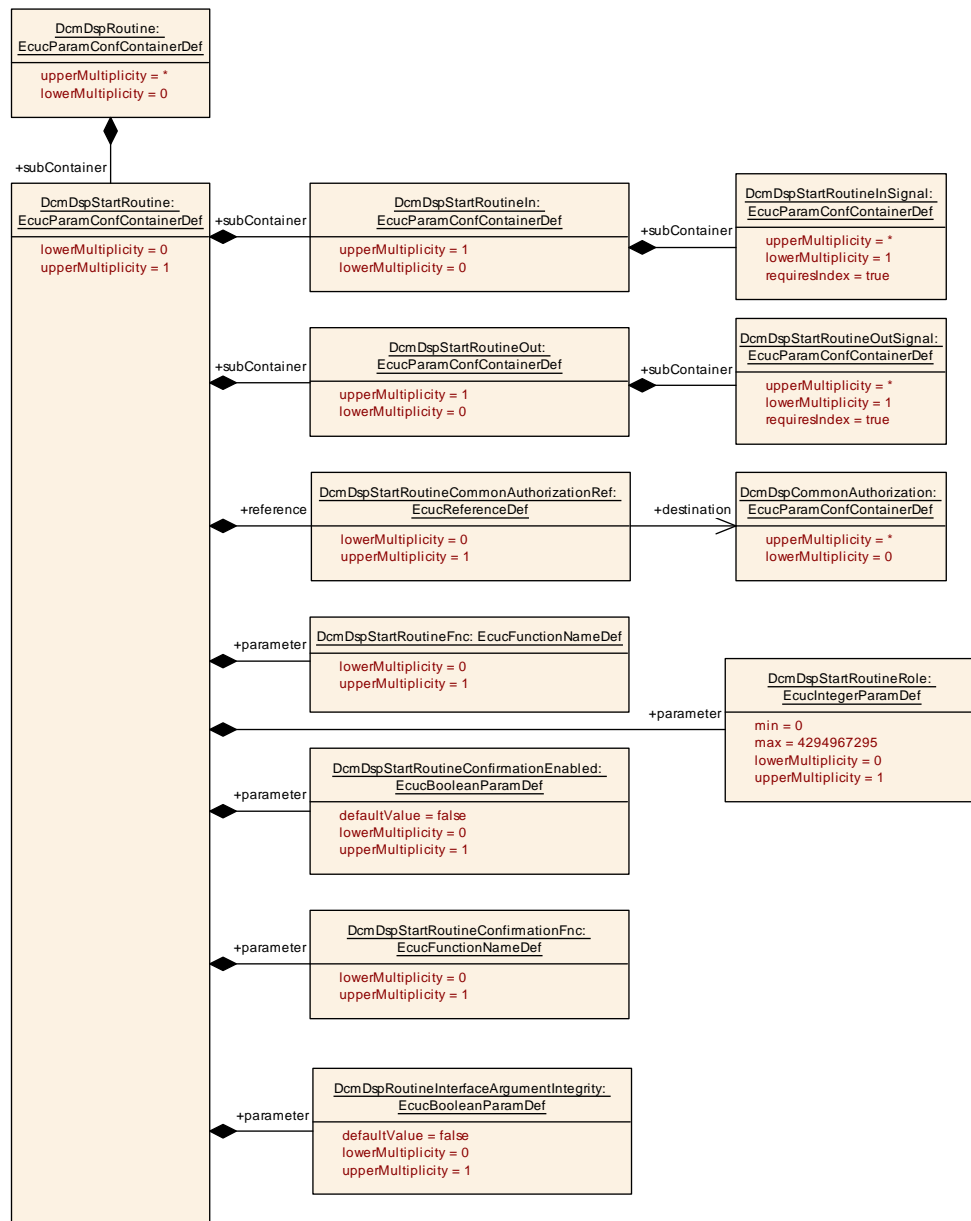 DcmDspRoutine:
EcucParamConfContainerDef
upperMultiplicity = *
lowerMultiplicity = 0
+subContainer
DcmDspStartRoutine:
EcucParamConfContainerDef
lowerMultiplicity = 0
upperMultiplicity = 1
+subContainer
DcmDspStartRoutineIn:
EcucParamConfContainerDef
upperMultiplicity = 1
lowerMultiplicity = 0
+subContainer
DcmDspStartRoutineInSignal:
EcucParamConfContainerDef
upperMultiplicity = *
lowerMultiplicity = 1
requiresIndex = true
+subContainer
DcmDspStartRoutineOut:
EcucParamConfContainerDef
upperMultiplicity = 1
lowerMultiplicity = 0
+subContainer
DcmDspStartRoutineOutSignal:
EcucParamConfContainerDef
upperMultiplicity = *
lowerMultiplicity = 1
requiresIndex = true
+reference
DcmDspStartRoutineCommonAuthorizationRef:
EcucReferenceDef
lowerMultiplicity = 0
upperMultiplicity = 1
+destination
DcmDspCommonAuthorization:
EcucParamConfContainerDef
upperMultiplicity = *
lowerMultiplicity = 0
+parameter
DcmDspStartRoutineFnc: EcucFunctionNameDef
lowerMultiplicity = 0
upperMultiplicity = 1
+parameter
DcmDspStartRoutineRole:
EcucIntegerParamDef
min = 0
max = 4294967295
lowerMultiplicity = 0
upperMultiplicity = 1
+parameter
DcmDspStartRoutineConfirmationEnabled:
EcucBooleanParamDef
defaultValue = false
lowerMultiplicity = 0
upperMultiplicity = 1
+parameter
DcmDspStartRoutineConfirmationFnc:
EcucFunctionNameDef
lowerMultiplicity = 0
upperMultiplicity = 1
+parameter
DcmDspRoutineInterfaceArgumentIntegrity:
EcucBooleanParamDef
defaultValue = false
lowerMultiplicity = 0
upperMultiplicity = 1